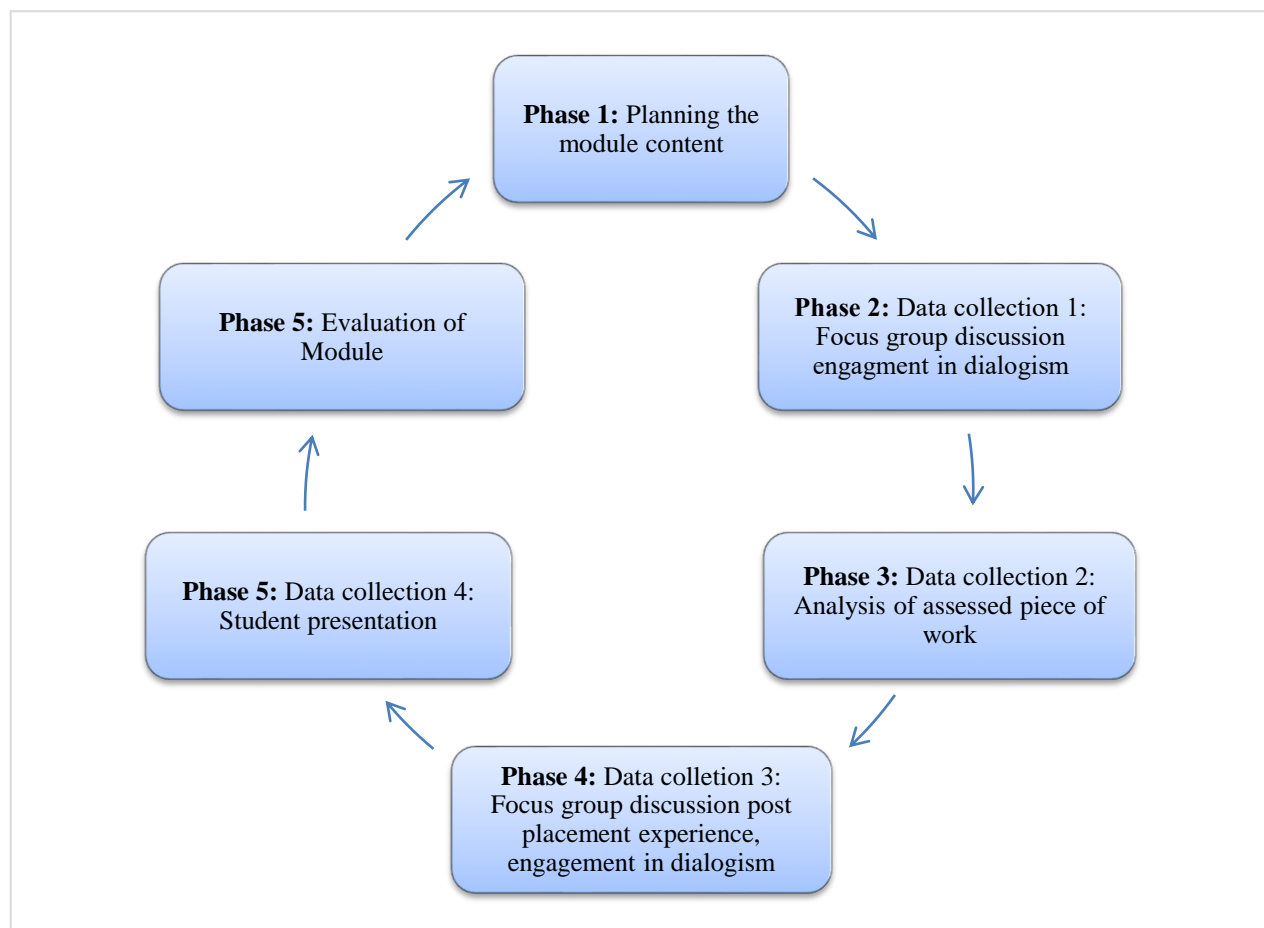 Phase 1: Planning the
module content
Phase 2: Data collection 1:
Focus group discussion
engagment in dialogism
Phase 3: Data collection 2:
Analysis of assessed piece of
work
Phase 4: Data colletion 3:
Focus group discussion post
placement experience,
engagement in dialogism
Phase 5: Data collection 4:
Student presentation
Phase 5: Evaluation of
Module